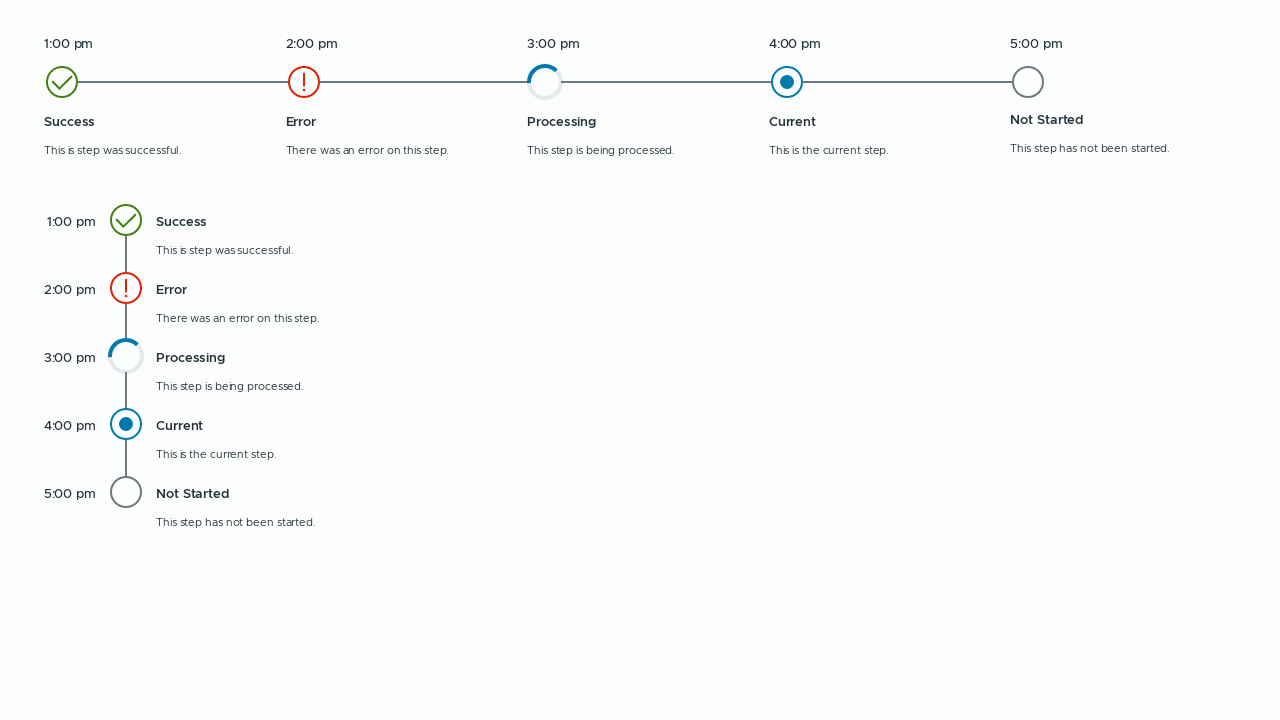 1:00 pm 2:00 pm 3:00 pm 4:00 pm 5:00 pm
Success Error Processing Current Not Started
This is step was successful. There was an error on this step. This step is being processed. This is the current step. This step has not been started.
1:00 pm Success
This is step was successful.
2:00 pm Error
There was an error on this step.
3:00 pm Processing
This step is being processed.
4:00 pm Current
This is the current step.
5:00 pm Not Started
This step has not been started.